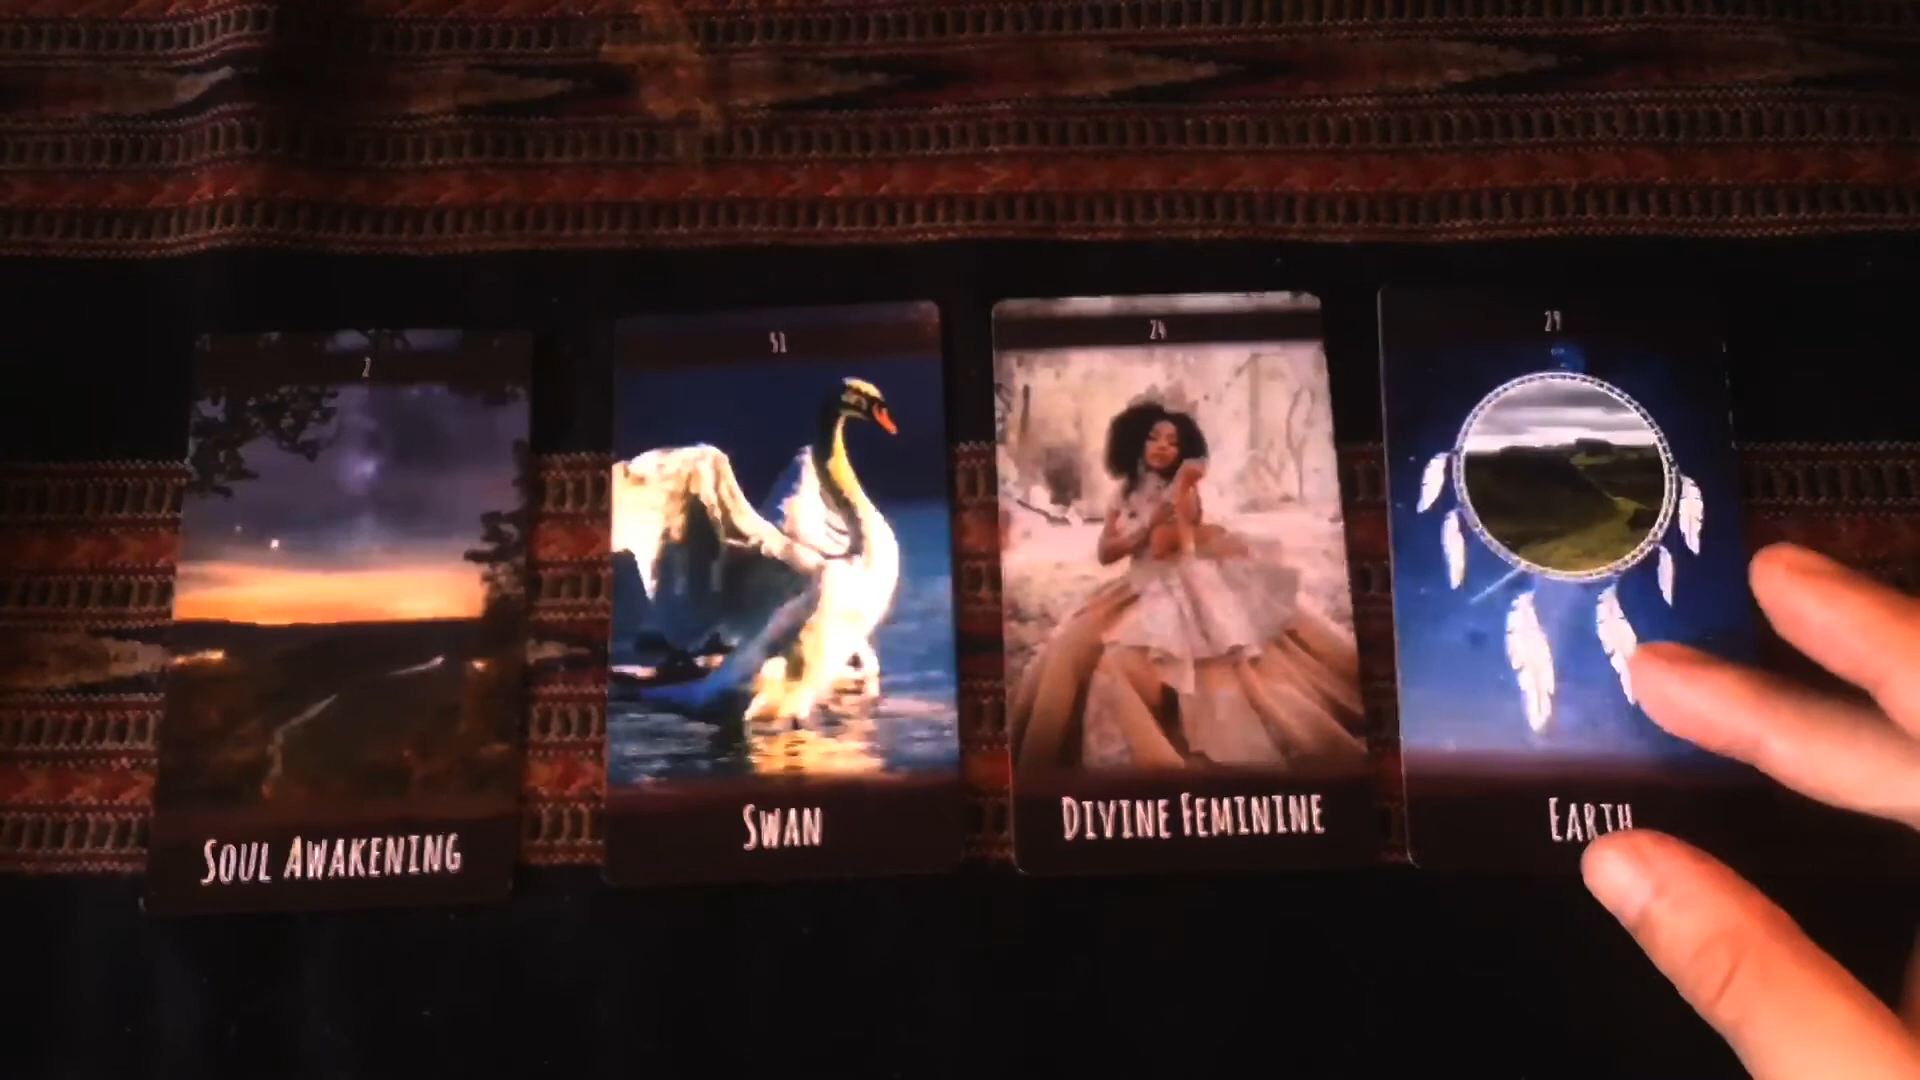 2
SOUL AWAKENING
51
SWAN
24
DIVINE FEMININE
29
EARTH